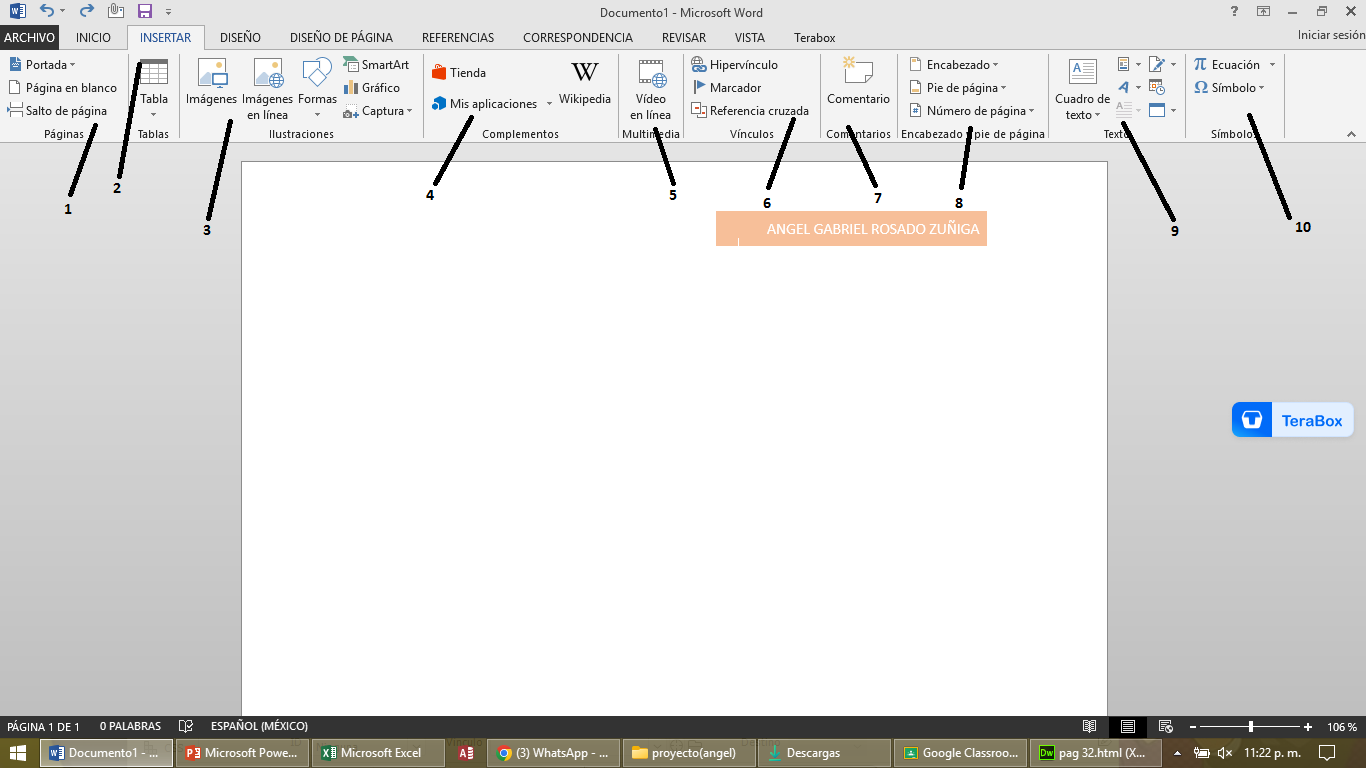 Documento1 - Microsoft Word
ARCHIVO INICIO INSERTAR DISEÑO DISEÑO DE PÁGINA REFERENCIAS CORRESPONDENCIA REVISAR VISTA Terabox Iniciar sesión
Portada
Página en blanco
Salto de página
Páginas
Tabla
Tablas
Imágenes
Imágenes en línea
Formas
SmartArt
Gráfico
Captura
Ilustraciones
Tienda
Mis aplicaciones
Wikipedia
Complementos
Vídeo en línea
Multimedia
Hipervínculo
Marcador
Referencia cruzada
Vínculos
Comentario
Comentarios
Encabezado
Pie de página
Número de página
Encabezado y pie de página
Cuadro de texto
Texto
Ecuación
Símbolo
Símbolos
1
2
3
4
5
6
7
8
9
10
ANGEL GABRIEL ROSADO ZUÑIGA
TeraBox
PÁGINA 1 DE 1 0 PALABRAS ESPAÑOL (MÉXICO) 106 %
Documento1 - ... Microsoft Powe... Microsoft Excel (3) WhatsApp - ... proyecto(angel) Descargas Google Classroo... pag 32.html (X... 11:22 p. m.